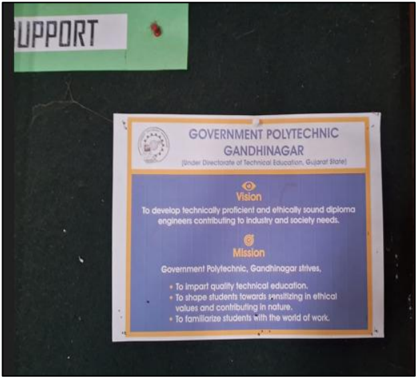 SUPPORT
GOVERNMENT POLYTECHNIC
GANDHINAGAR
(Under Directorate of Technical Education, Gujarat State)
Vision
To develop technically proficient and ethically sound diploma
engineers contributing to industry and society needs.
Mission
Government Polytechnic, Gandhinagar strives,
• To impart quality technical education.
• To shape students towards sensitizing in ethical
values and contributing in nature.
• To familiarize students with the world of work.